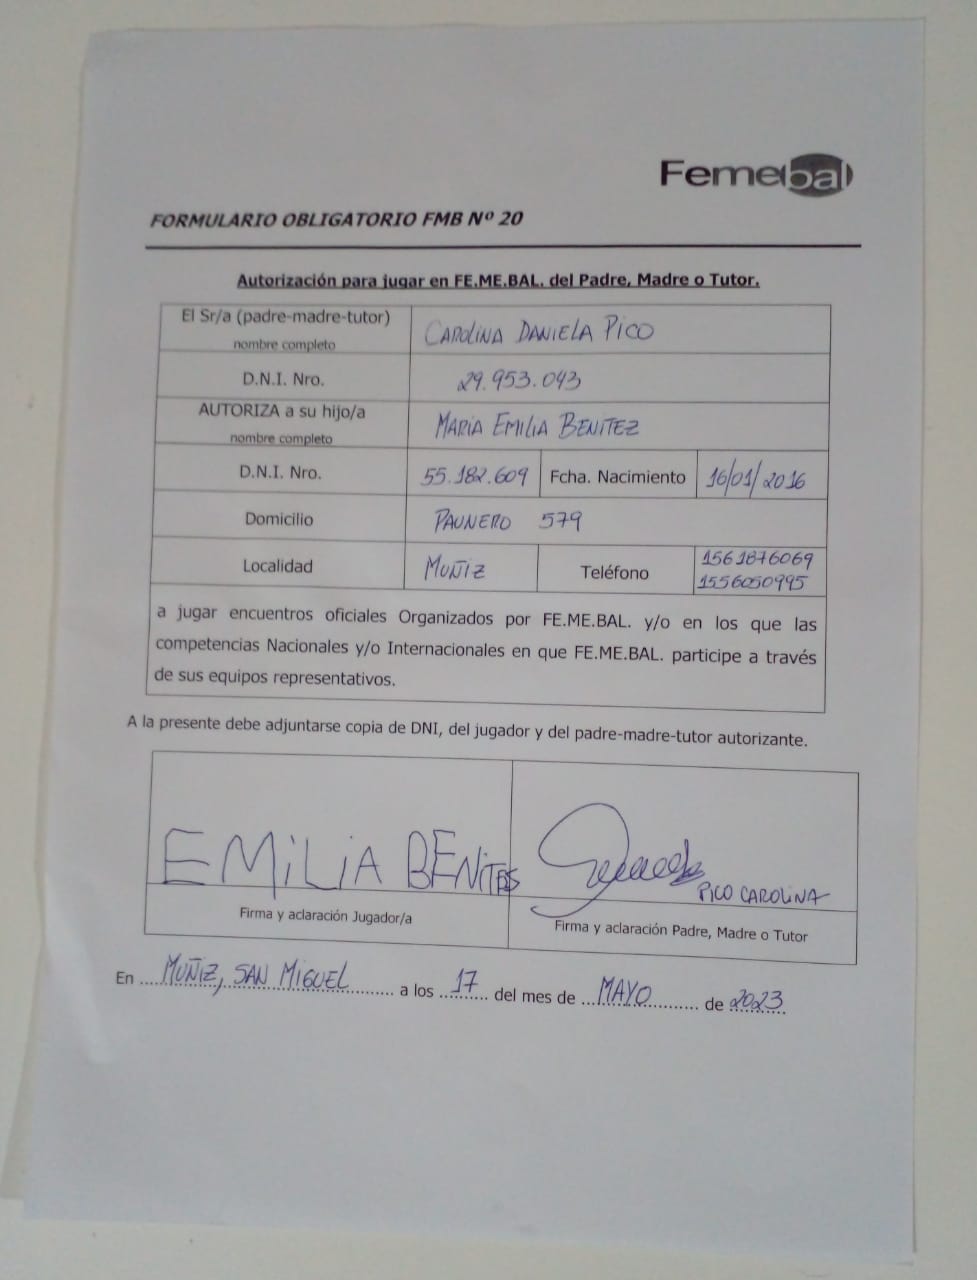 Femebal
FORMULARIO OBLIGATORIO FMB Nº 20
Autorización para jugar en FE.ME.BAL. del Padre, Madre o Tutor.
El Sr/a (padre-madre-tutor)
nombre completo
CAROLINA DANIELA PICO
D.N.I. Nro.
29.953.043
AUTORIZA a su hijo/a
nombre completo
MARIA EMILIA BENITEZ
D.N.I. Nro.
55.182.609
Fcha. Nacimiento
16/01/2016
Domicilio
PAUNERO 579
Localidad
MUÑIZ
Teléfono
1561876069
1556050995
a jugar encuentros oficiales Organizados por FE.ME.BAL. y/o en los que las
competencias Nacionales y/o Internacionales en que FE.ME.BAL. participe a través
de sus equipos representativos.
A la presente debe adjuntarse copia de DNI, del jugador y del padre-madre-tutor autorizante.
EMiLiA BENiTES
PICO CAROLINA
Firma y aclaración Jugador/a
Firma y aclaración Padre, Madre o Tutor
En MUÑIZ, SAN MIGUEL a los 17 del mes de MAYO de 2023